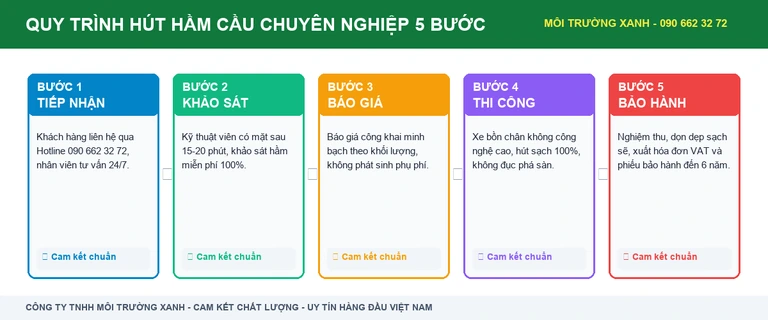 QUY TRÌNH HÚT HẦM CẦU CHUYÊN NGHIỆP 5 BƯỚC
MÔI TRƯỜNG XANH - 090 662 32 72
BƯỚC 1
TIẾP NHẬN
Khách hàng liên hệ qua
Hotline 090 662 32 72,
nhân viên tư vấn 24/7.
Cam kết chuẩn
BƯỚC 2
KHẢO SÁT
Kỹ thuật viên có mặt sau
15-20 phút, khảo sát hầm
miễn phí 100%.
Cam kết chuẩn
BƯỚC 3
BÁO GIÁ
Báo giá công khai minh
bạch theo khối lượng,
không phát sinh phụ phí.
Cam kết chuẩn
BƯỚC 4
THI CÔNG
Xe bồn chân không công
nghệ cao, hút sạch 100%,
không đục phá sàn.
Cam kết chuẩn
BƯỚC 5
BẢO HÀNH
Nghiệm thu, dọn dẹp sạch
sẽ, xuất hóa đơn VAT và
phiếu bảo hành đến 6 năm.
Cam kết chuẩn
CÔNG TY TNHH MÔI TRƯỜNG XANH - CAM KẾT CHẤT LƯỢNG - UY TÍN HÀNG ĐẦU VIỆT NAM